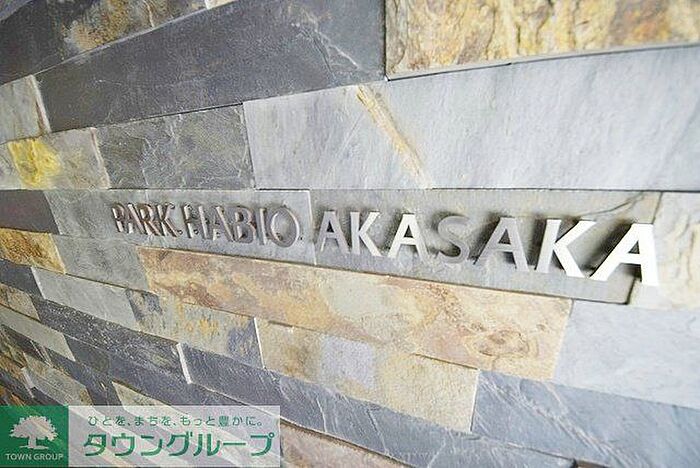 PARK HABIO AKASAKA
ひとを、まちを、もっと豊かに。
タウングループ
TOWN GROUP